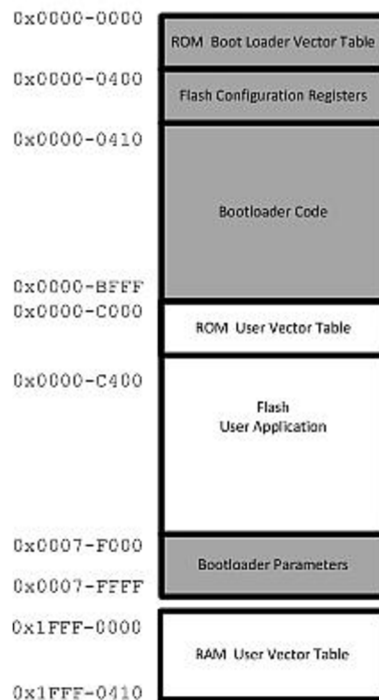 0x0000-0000
ROM Boot Loader Vector Table
0x0000-0400
Flash Configuration Registers
0x0000-0410
Bootloader Code
0x0000-BFFF
0x0000-C000
ROM User Vector Table
0x0000-C400
Flash
User Application
0x0007-F000
Bootloader Parameters
0x0007-FFFF
0x1FFF-0000
RAM User Vector Table
0x1FFF-0410